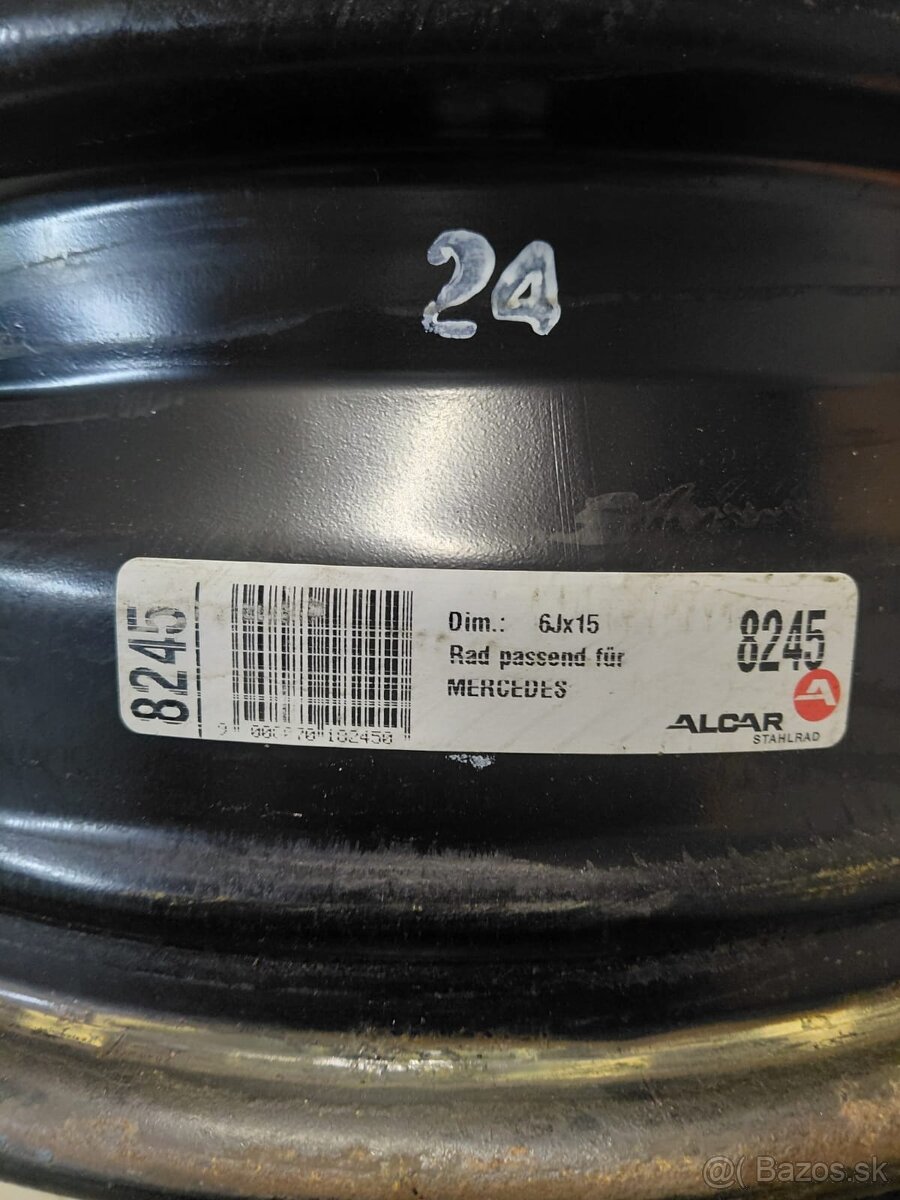 24
8245
Dim.: 6Jx15
Rad passend für
MERCEDES
8245
ALCAR
STAHLRAD
@( Bazos.sk